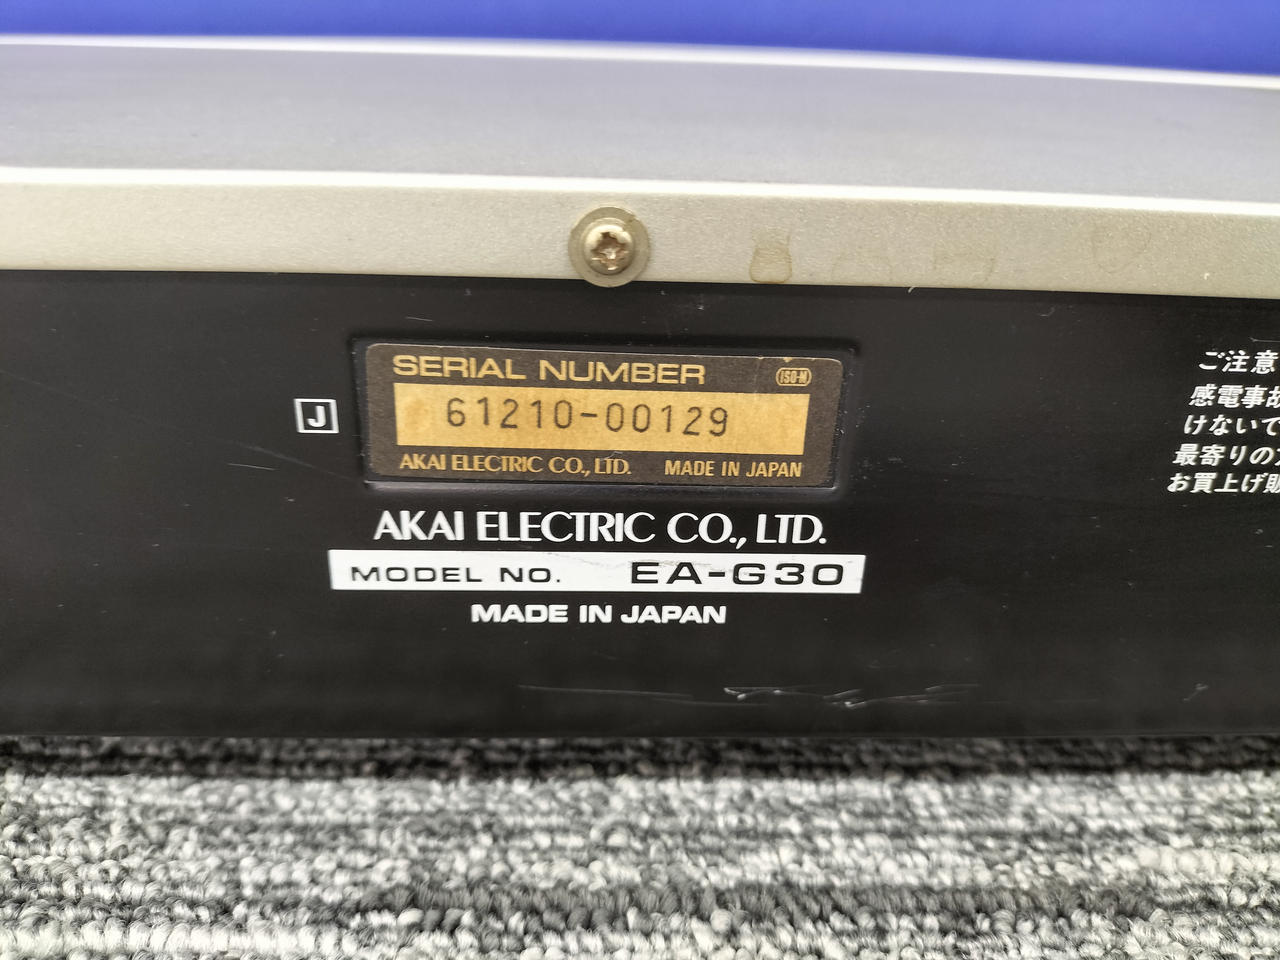 SERIAL NUMBER
ISO-M
61210-00129
AKAI ELECTRIC CO., LTD. MADE IN JAPAN
J
AKAI ELECTRIC CO., LTD.
MODEL NO. EA-G30
MADE IN JAPAN
ご注意
感電事故
けないで
最寄りの
お買上げ販